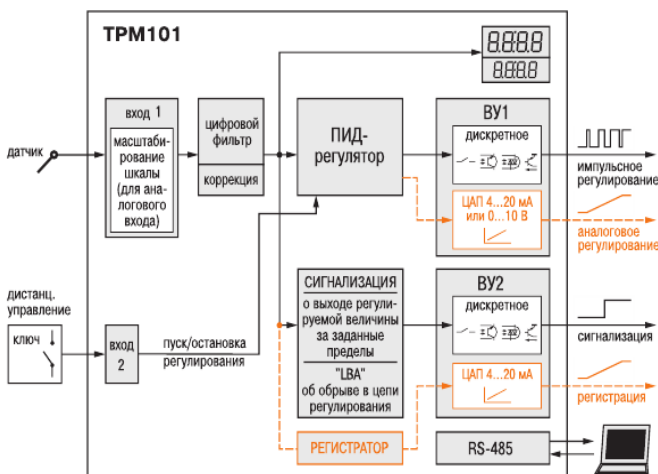 ТРМ101
8.8.8.8
8.8.8.8
вход 1
масштаби-
рование
шкалы
(для ана-
логового
входа)
цифровой
фильтр
коррекция
ПИД-
регулятор
ВУ1
дискретное
ЦАП 4...20 мА
или 0...10 В
датчик
импульсное
регулирование
аналоговое
регулирование
дистанц.
управление
ключ
вход
2
пуск/остановка
регулирования
СИГНАЛИЗАЦИЯ
о выходе регули-
руемой величины
за заданные
пределы
"LBA"
об обрыве в цепи
регулирования
ВУ2
дискретное
ЦАП 4...20 мА
сигнализация
регистрация
РЕГИСТРАТОР
RS-485